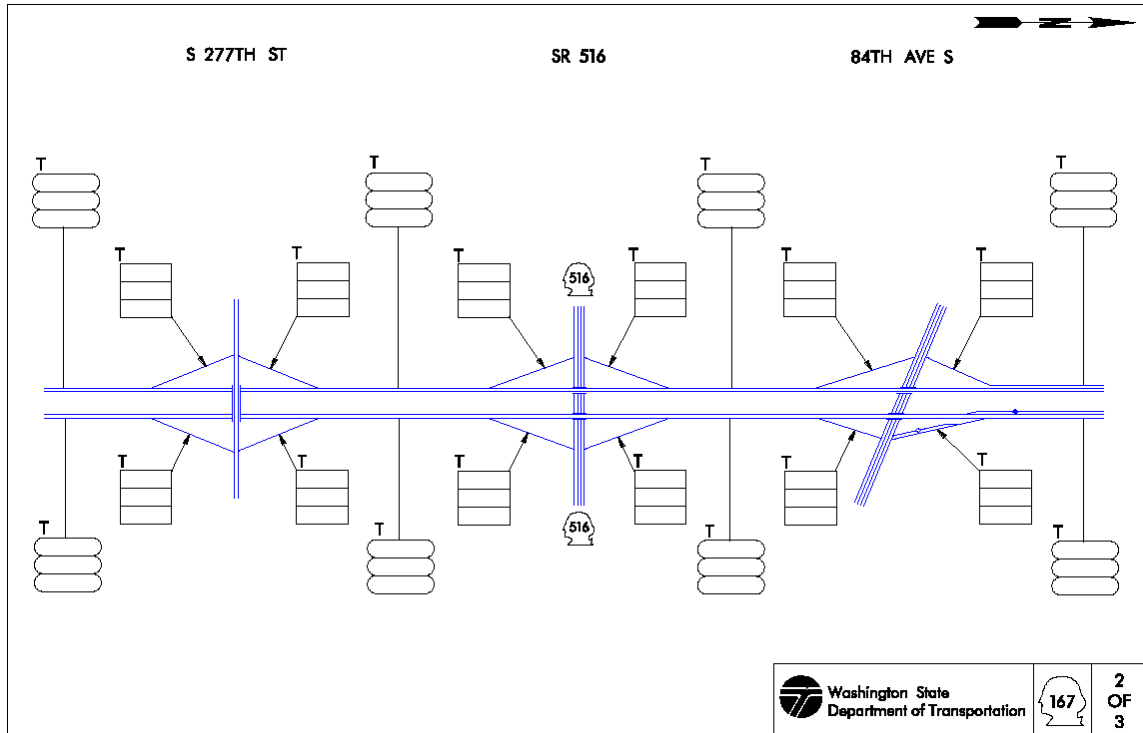 N
S 277TH ST
SR 516
84TH AVE S
T
T
T
T
T
T
T
T
T
T
516
T
T
T
T
T
T
T
516
T
T
T
T
Washington State
Department of Transportation
167
2
OF
3